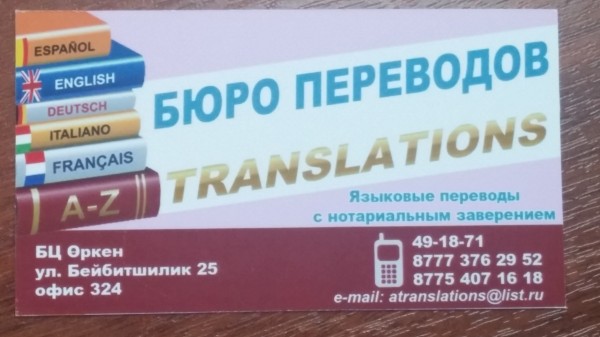 ESPAÑOL
ENGLISH
DEUTSCH
ITALIANO
FRANÇAIS
A-Z
БЮРО ПЕРЕВОДОВ
TRANSLATIONS
Языковые переводы
с нотариальным заверением
БЦ Өркен
ул. Бейбитшилик 25
офис 324
49-18-71
8777 376 29 52
8775 407 16 18
e-mail: atranslations@list.ru